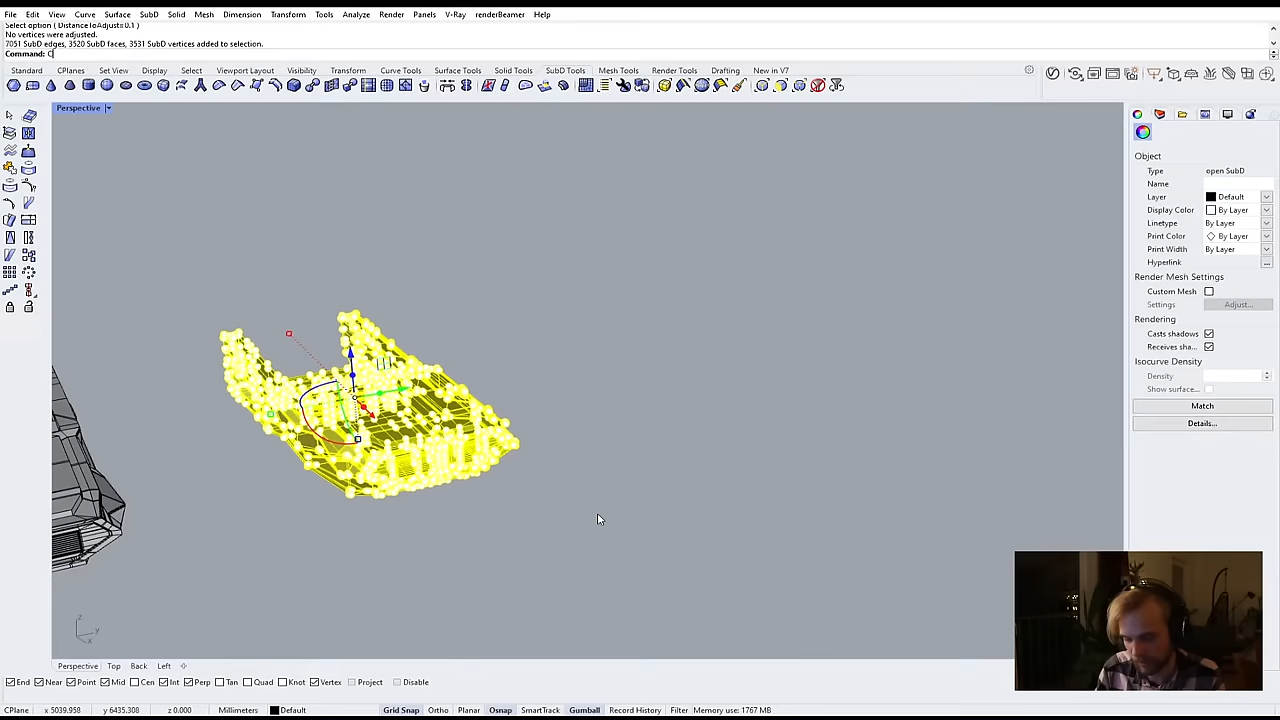 File Edit View Curve Surface SubD Solid Mesh Dimension Transform Tools Analyze Render Panels V-Ray renderBeamer Help
Select option ( DistanceToAdjust=0.1 )
No vertices were adjusted.
7051 SubD edges, 3520 SubD faces, 3531 SubD vertices added to selection.
Command: C
Standard CPlanes Set View Display Select Viewport Layout Visibility Transform Curve Tools Surface Tools Solid Tools SubD Tools Mesh Tools Render Tools Drafting New in V7
Perspective
Object
Type open SubD
Name
Layer Default
Display Color By Layer
Linetype By Layer
Print Color By Layer
Print Width By Layer
Hyperlink ...
Render Mesh Settings
Custom Mesh
Settings Adjust...
Rendering
Casts shadows
Receives sha...
Isocurve Density
Density
Show surface...
Match
Details...
z
y
x
Perspective Top Back Left
End Near Point Mid Cen Int Perp Tan Quad Knot Vertex Project Disable
CPlane x 5039.958 y 6435.308 z 0.000 Millimeters Default Grid Snap Ortho Planar Osnap SmartTrack Gumball Record History Filter Memory use: 1767 MB